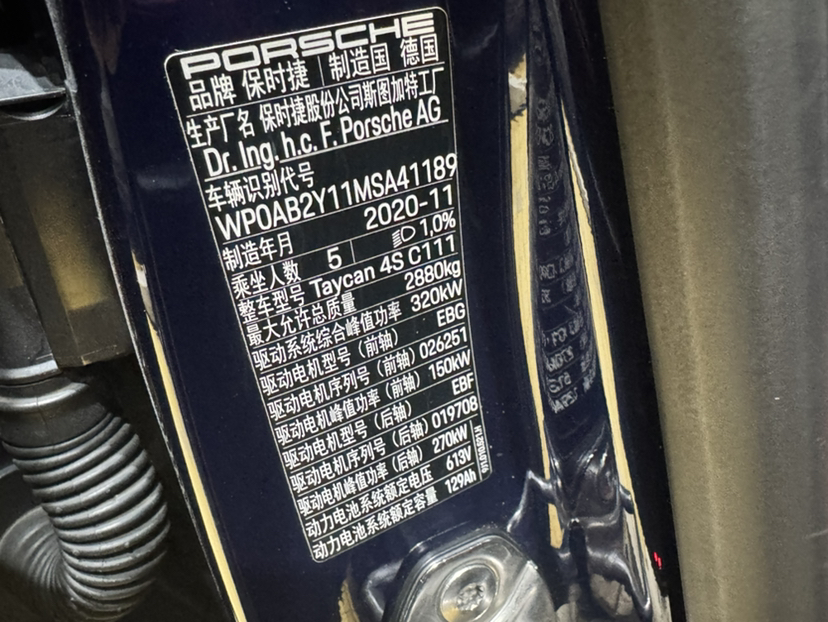 PORSCHE
品牌 保时捷 制造国 德国
生产厂名 保时捷股份公司斯图加特工厂
Dr. Ing. h.c. F. Porsche AG
车辆识别代号
WP0AB2Y11MSA41189
制造年月 2020-11
乘坐人数 5 1,0%
整车型号 Taycan 4S C111
最大允许总质量 2880kg
驱动系统综合峰值功率 320kW
驱动电机型号（前轴） EBG
驱动电机序列号（前轴） 026251
驱动电机峰值功率（前轴） 150kW
驱动电机型号（后轴） EBF
驱动电机序列号（后轴） 019708
驱动电机峰值功率（后轴） 270kW
动力电池系统额定电压 613V
动力电池系统额定容量 129Ah